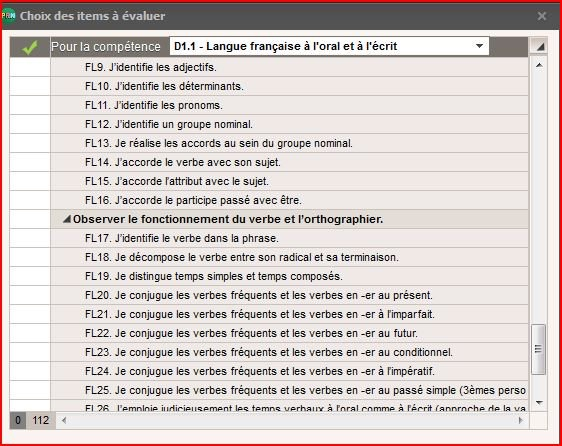 PRN Choix des items à évaluer
Pour la compétence D1.1 - Langue française à l'oral et à l'écrit
FL9. J'identifie les adjectifs.
FL10. J'identifie les déterminants.
FL11. J'identifie les pronoms.
FL12. J'identifie un groupe nominal.
FL13. Je réalise les accords au sein du groupe nominal.
FL14. J'accorde le verbe avec son sujet.
FL15. J'accorde l'attribut avec le sujet.
FL16. J'accorde le participe passé avec être.
Observer le fonctionnement du verbe et l'orthographier.
FL17. J'identifie le verbe dans la phrase.
FL18. Je décompose le verbe entre son radical et sa terminaison.
FL19. Je distingue temps simples et temps composés.
FL20. Je conjugue les verbes fréquents et les verbes en -er au présent.
FL21. Je conjugue les verbes fréquents et les verbes en -er à l'imparfait.
FL22. Je conjugue les verbes fréquents et les verbes en -er au futur.
FL23. Je conjugue les verbes fréquents et les verbes en -er au conditionnel.
FL24. Je conjugue les verbes fréquents et les verbes en -er à l'impératif.
FL25. Je conjugue les verbes fréquents et les verbes en -er au passé simple (3èmes perso
FL26. J'emploie judicieusement les temps verbaux à l'oral comme à l'écrit (approche de la va
0 112